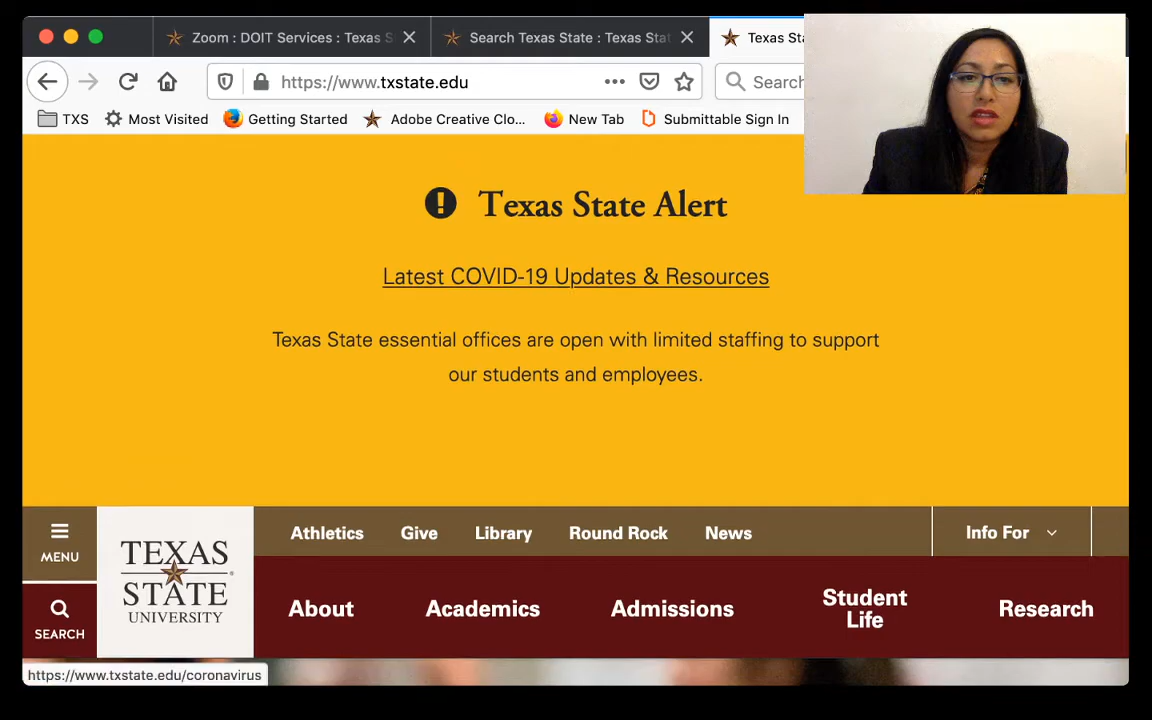 Zoom : DOIT Services : Texas S
Search Texas State : Texas Stat
Texas Sta
https://www.txstate.edu
Search
TXS
Most Visited
Getting Started
Adobe Creative Clo...
New Tab
Submittable Sign In
Texas State Alert
Latest COVID-19 Updates & Resources
Texas State essential offices are open with limited staffing to support
our students and employees.
MENU
Athletics
Give
Library
Round Rock
News
Info For
SEARCH
TEXAS
STATE
UNIVERSITY
About
Academics
Admissions
Student
Life
Research
https://www.txstate.edu/coronavirus